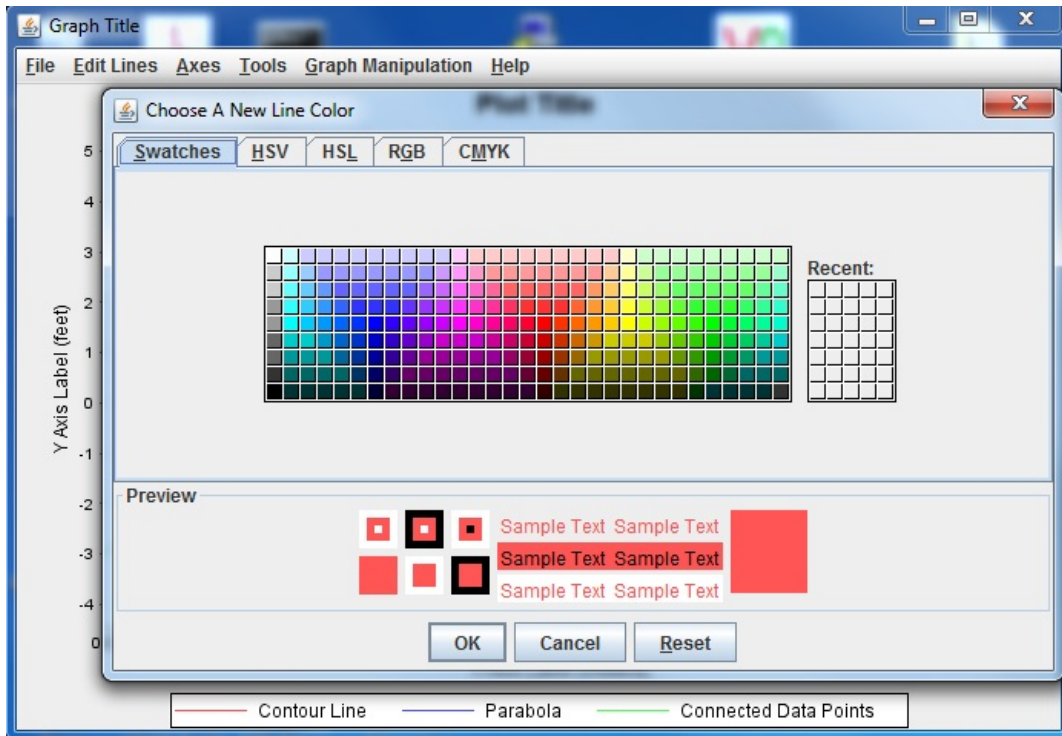 Graph Title
File Edit Lines Axes Tools Graph Manipulation Help
Plot Title
Choose A New Line Color
Swatches HSV HSL RGB CMYK
5
4
3
2
1
0
-1
-2
-3
-4
0
Y Axis Label (feet)
Recent:
Preview
Sample Text Sample Text
Sample Text Sample Text
Sample Text Sample Text
OK Cancel Reset
Contour Line Parabola Connected Data Points